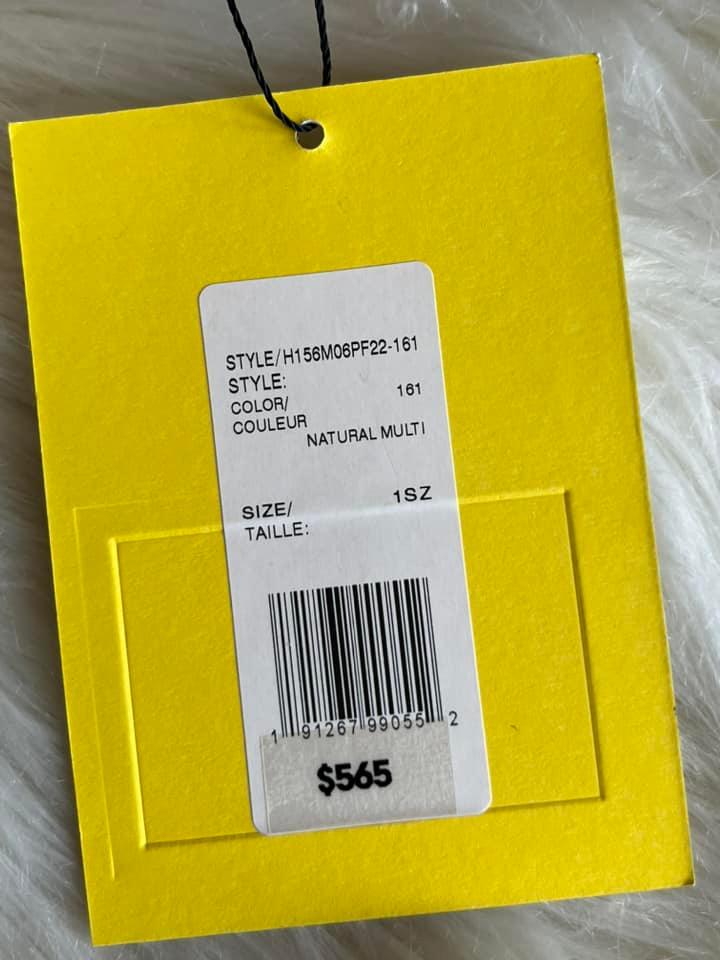 STYLE/H156M06PF22-161
STYLE:
COLOR/ 161
COULEUR
NATURAL MULTI
SIZE/ 1SZ
TAILLE:
1 91267 99055 2
$565